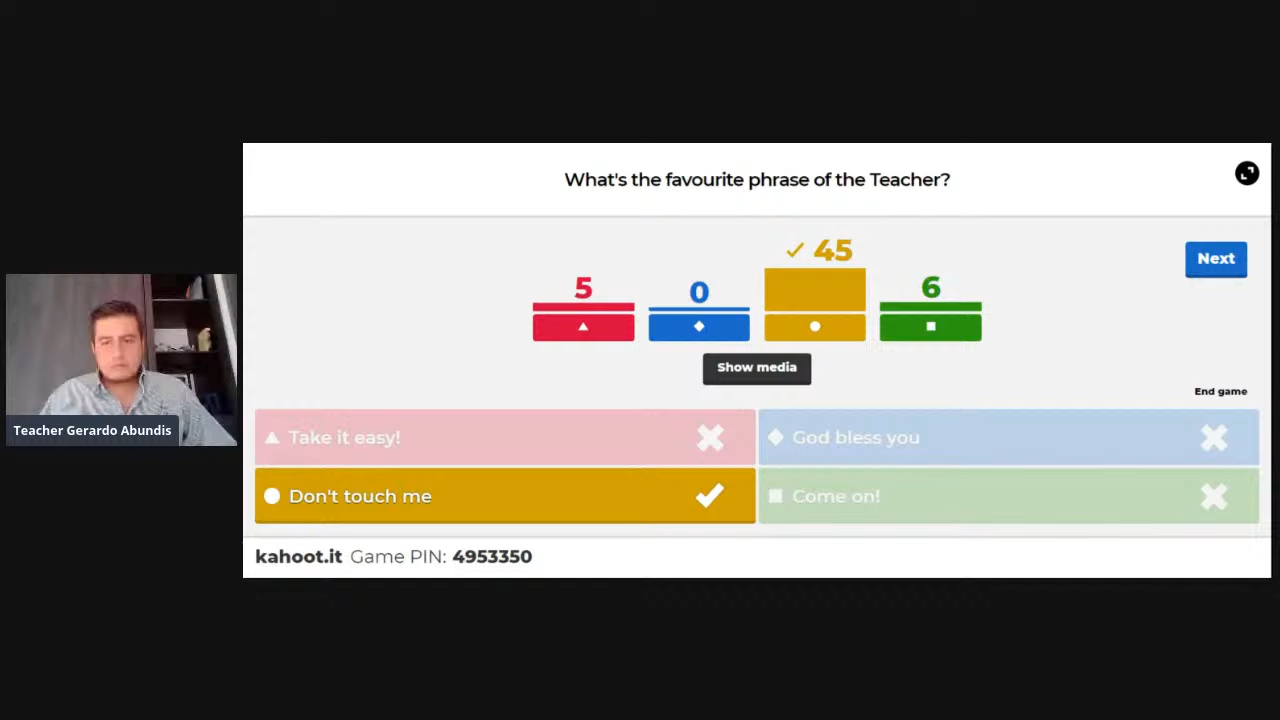 What's the favourite phrase of the Teacher?
5
0
45
6
Next
Show media
End game
Take it easy!
God bless you
Don't touch me
Come on!
kahoot.it Game PIN: 4953350
Teacher Gerardo Abundis